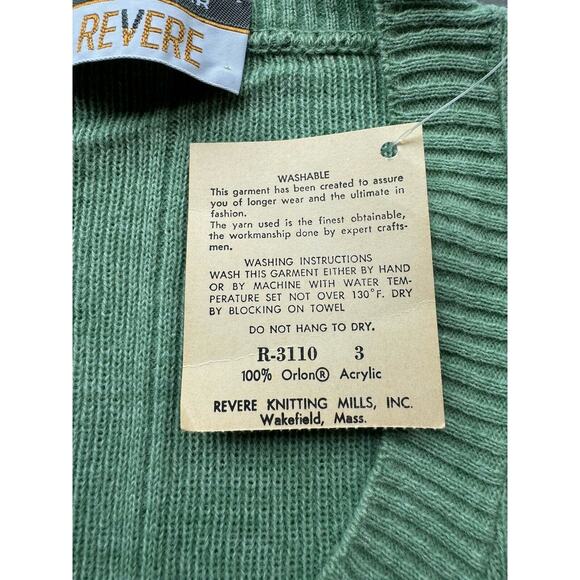 REVERE
WASHABLE
This garment has been created to assure
you of longer wear and the ultimate in
fashion.
The yarn used is the finest obtainable,
the workmanship done by expert crafts-
men.
WASHING INSTRUCTIONS
WASH THIS GARMENT EITHER BY HAND
OR BY MACHINE WITH WATER TEM-
PERATURE SET NOT OVER 130°F. DRY
BY BLOCKING ON TOWEL
DO NOT HANG TO DRY.
R-3110 3
100% Orlon® Acrylic
REVERE KNITTING MILLS, INC.
Wakefield, Mass.